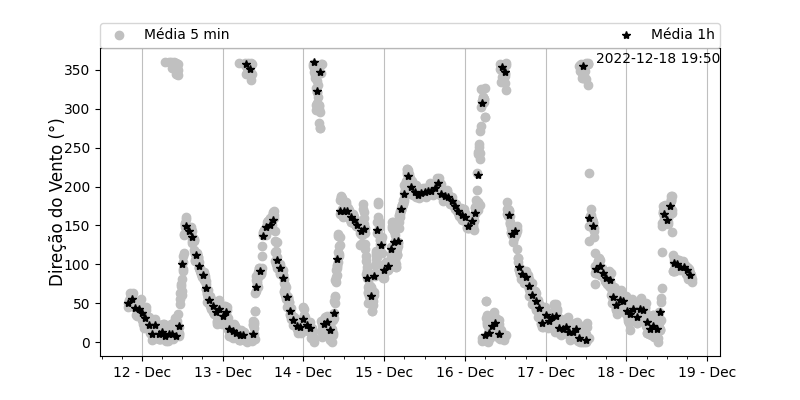 Média 5 min
Média 1h
2022-12-18 19:50
Direção do Vento (°)
350
300
250
200
150
100
50
0
12 - Dec
13 - Dec
14 - Dec
15 - Dec
16 - Dec
17 - Dec
18 - Dec
19 - Dec